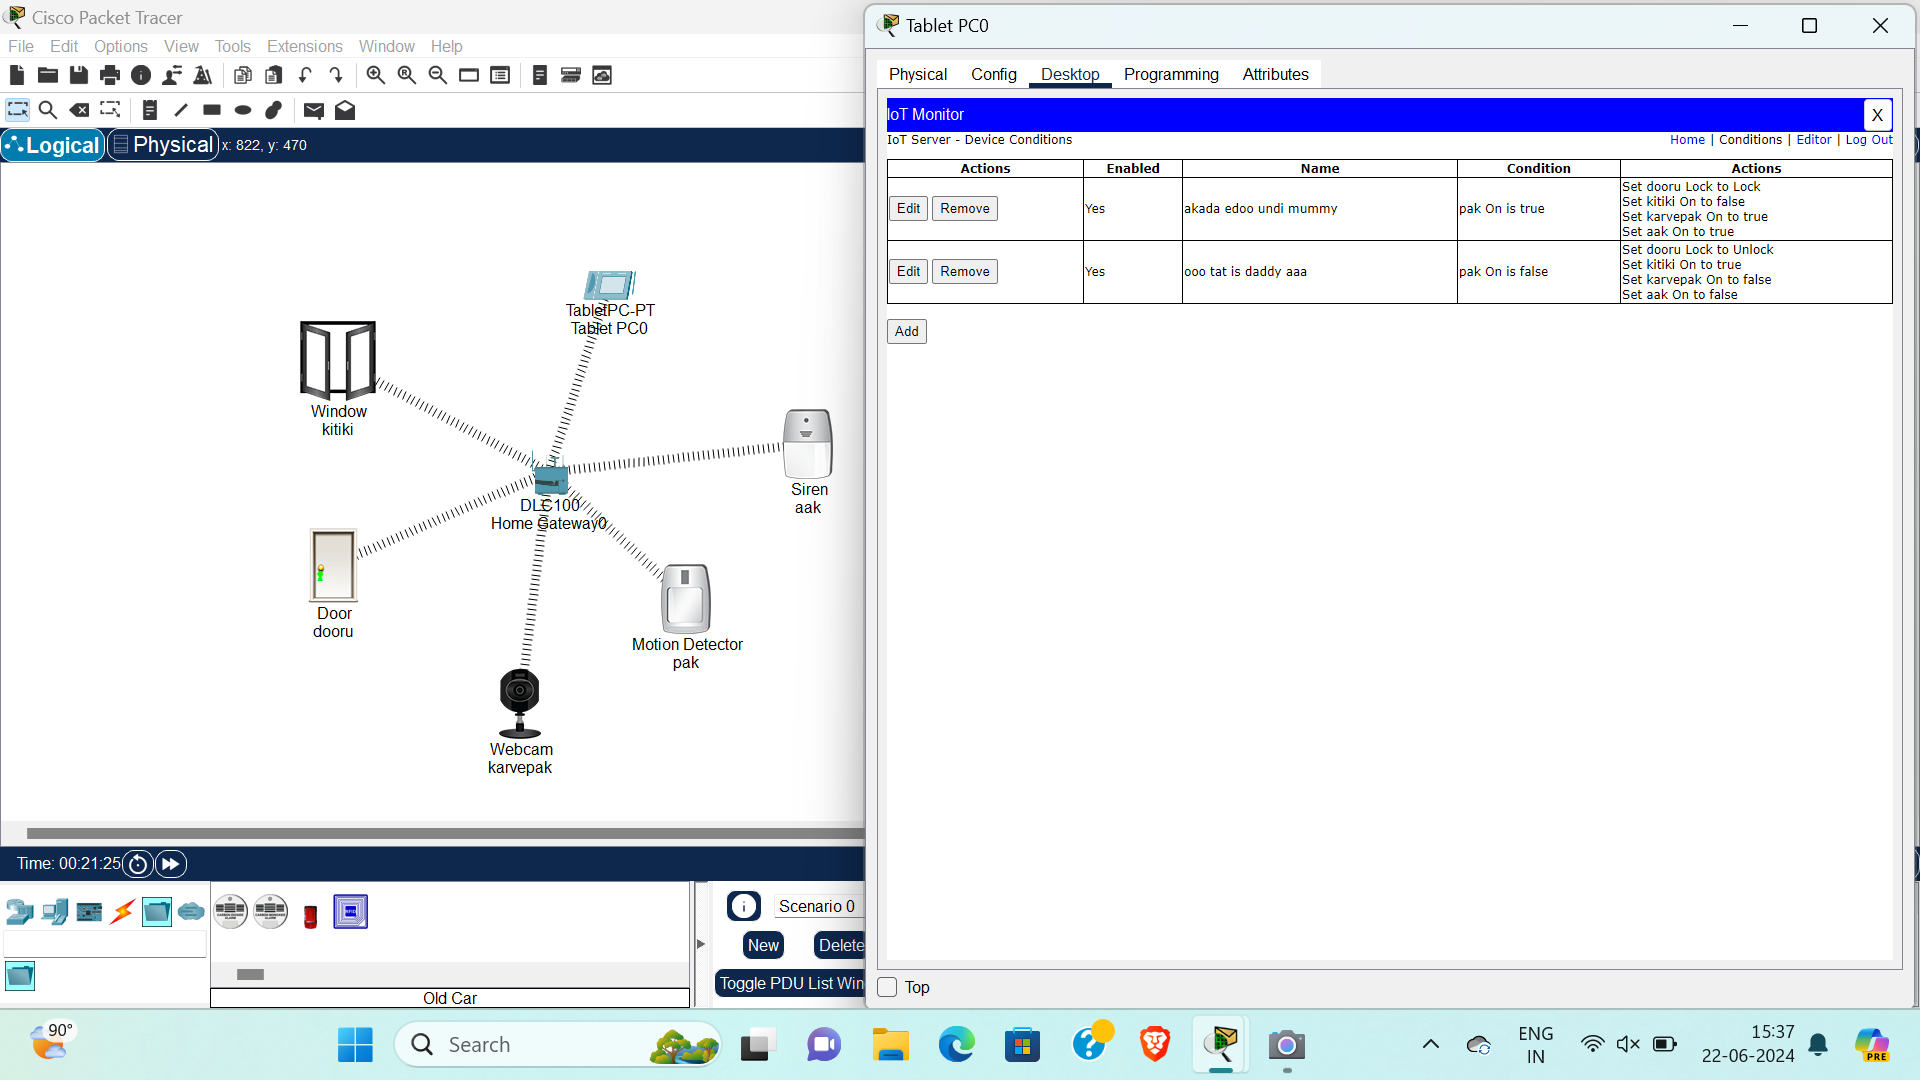 Cisco Packet Tracer
File Edit Options View Tools Extensions Window Help
Logical
Physical
x: 822, y: 470
TabletPC-PT
Tablet PC0
Window
kitiki
Siren
aak
DLC100
Home Gateway0
Door
dooru
Motion Detector
pak
Webcam
karvepak
Time: 00:21:25
Scenario 0
New
Delete
Toggle PDU List Win
Old Car
Tablet PC0
Physical Config Desktop Programming Attributes
IoT Monitor
X
IoT Server - Device Conditions
Home | Conditions | Editor | Log Out
Actions Enabled Name Condition Actions
Edit Remove Yes akada edoo undi mummy pak On is true
Set dooru Lock to Lock
Set kitiki On to false
Set karvepak On to true
Set aak On to true
Edit Remove Yes ooo tat is daddy aaa pak On is false
Set dooru Lock to Unlock
Set kitiki On to true
Set karvepak On to false
Set aak On to false
Add
Top
90°
Search
ENG
IN
15:37
22-06-2024
PRE